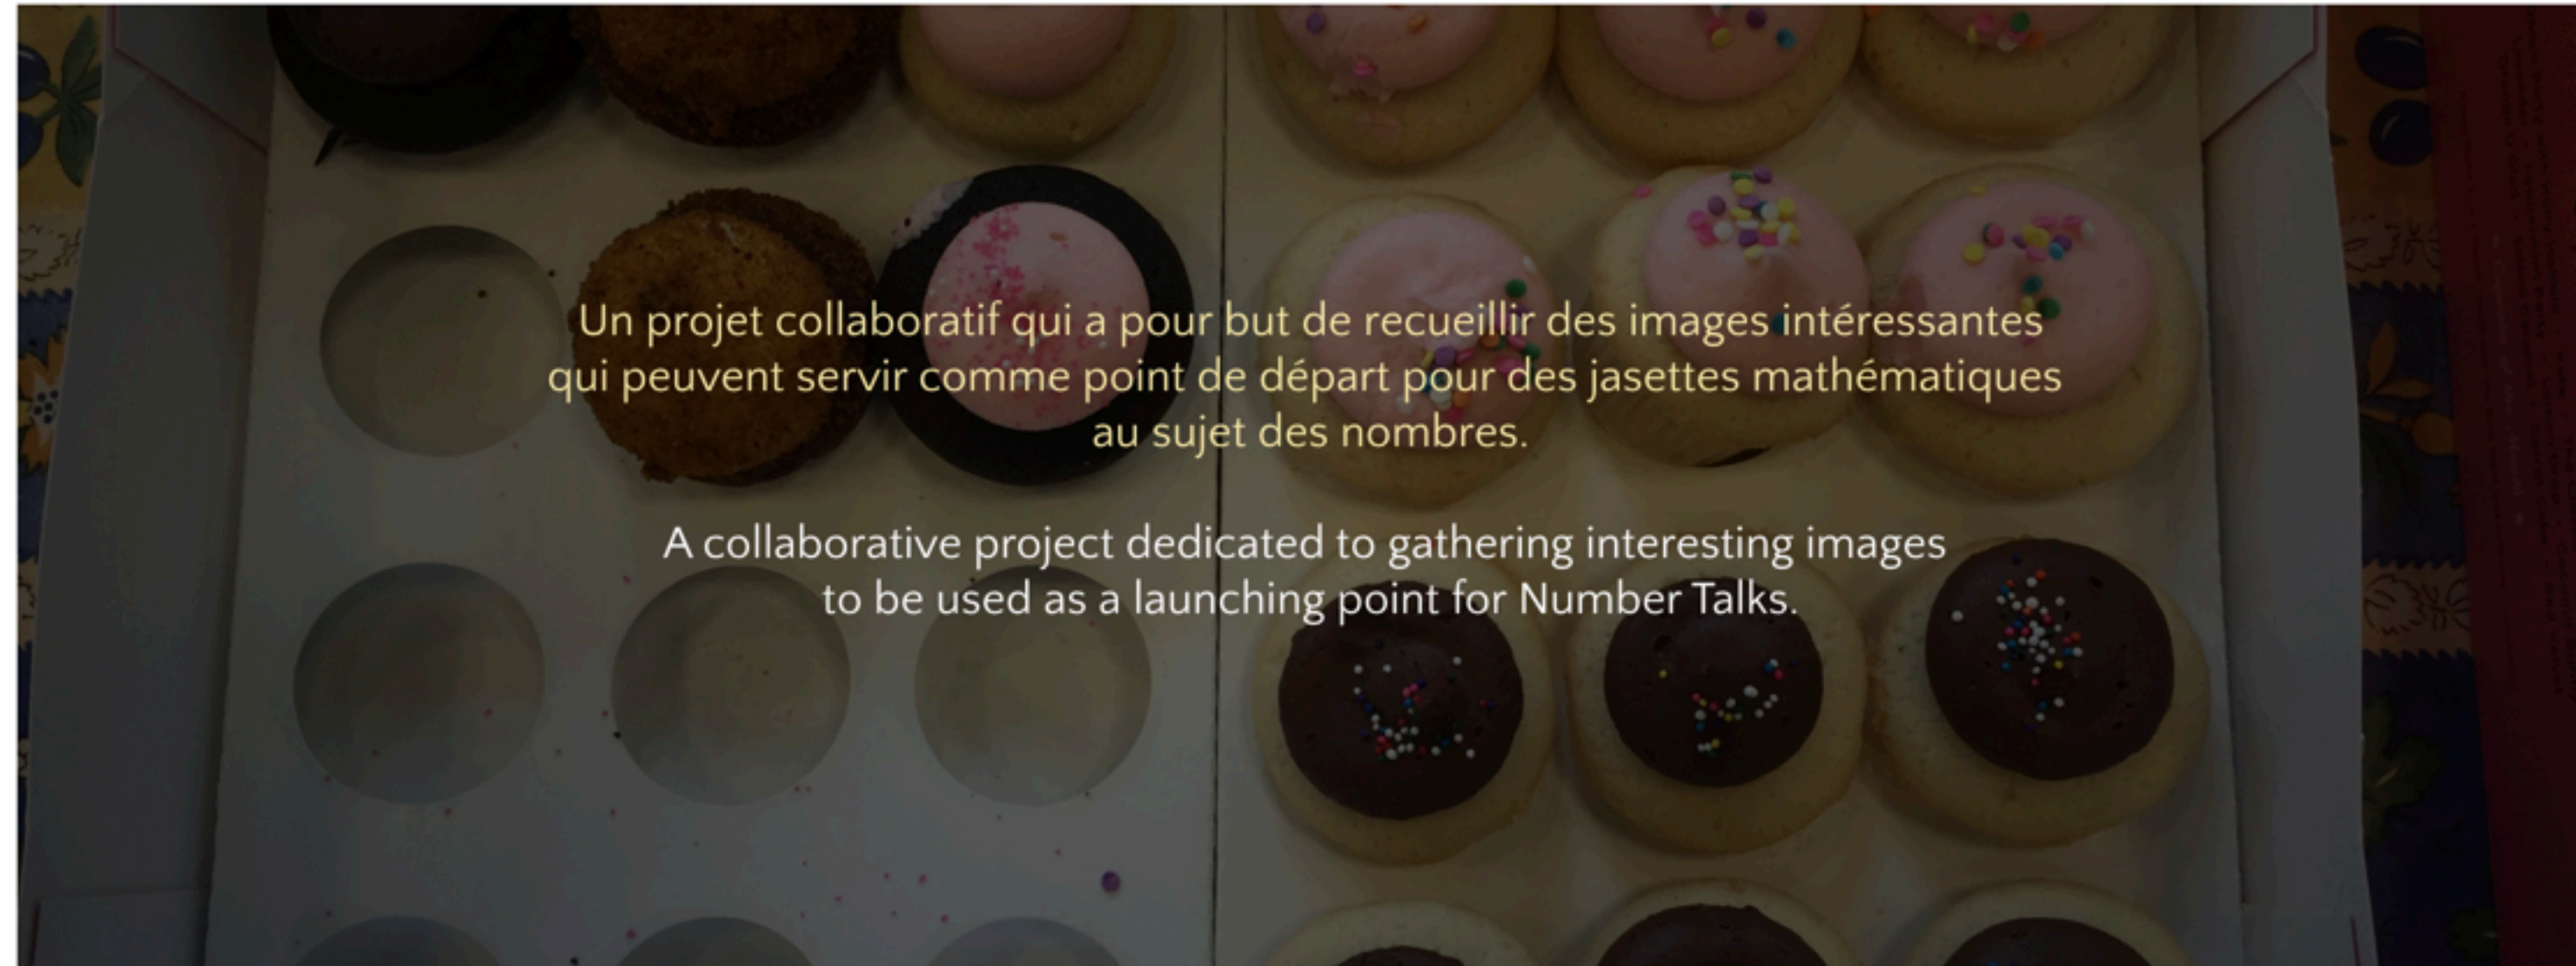 Un projet collaboratif qui a pour but de recueillir des images intéressantes
qui peuvent servir comme point de départ pour des jasettes mathématiques
au sujet des nombres.
A collaborative project dedicated to gathering interesting images
to be used as a launching point for Number Talks.